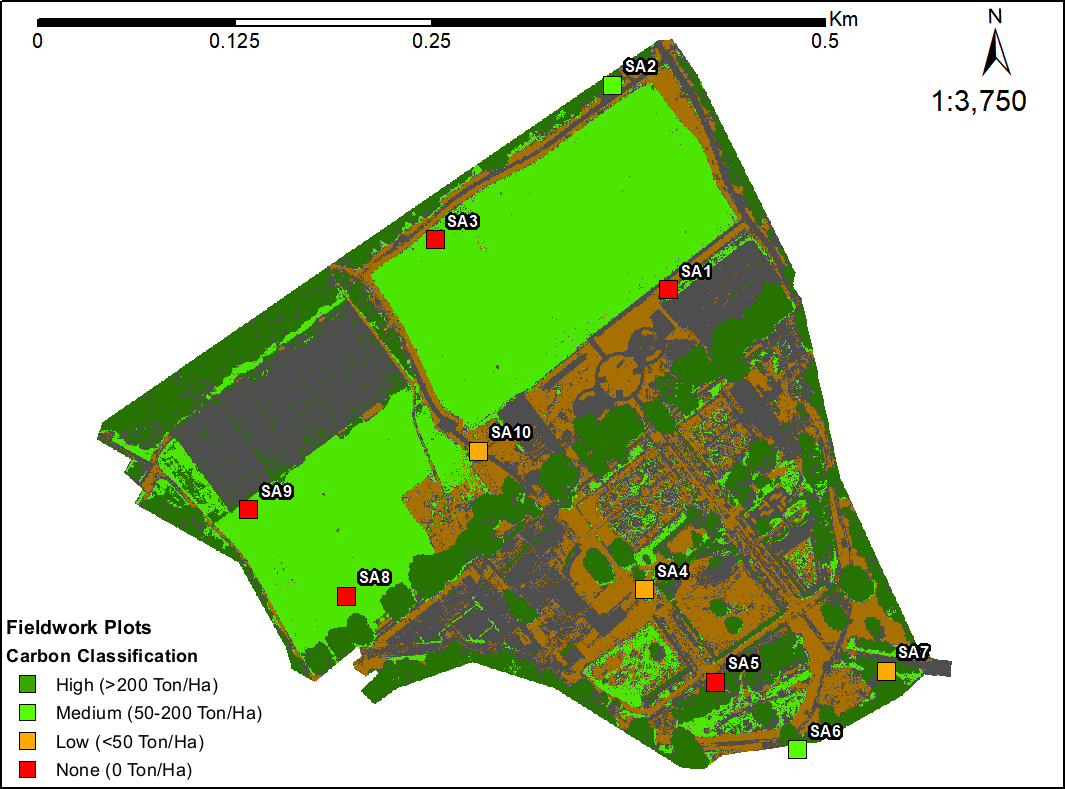 Km
0 0.125 0.25 0.5
N
1:3,750
SA2
SA3
SA1
SA10
SA9
SA8
SA4
SA5
SA7
SA6
Fieldwork Plots
Carbon Classification
High (>200 Ton/Ha)
Medium (50-200 Ton/Ha)
Low (<50 Ton/Ha)
None (0 Ton/Ha)